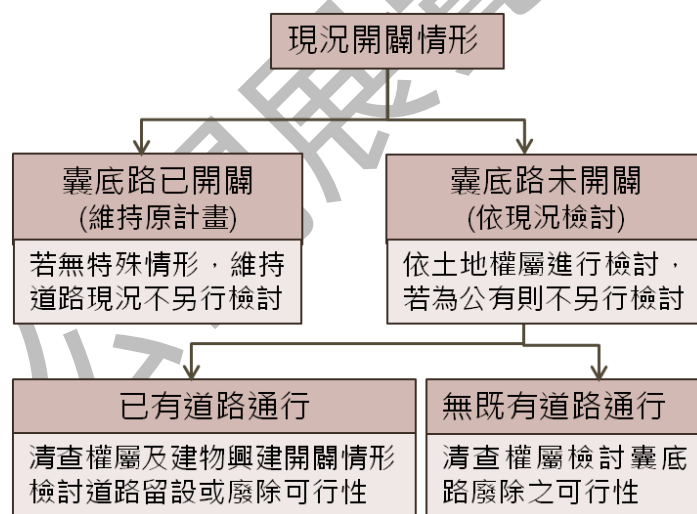 現況開闢情形
囊底路已開闢
(維持原計畫)
若無特殊情形，維持
道路現況不另行檢討
囊底路未開闢
(依現況檢討)
依土地權屬進行檢討，
若為公有則不另行檢討
已有道路通行
清查權屬及建物興建開闢情形
檢討道路留設或廢除可行性
無既有道路通行
清查權屬檢討囊底
路廢除之可行性